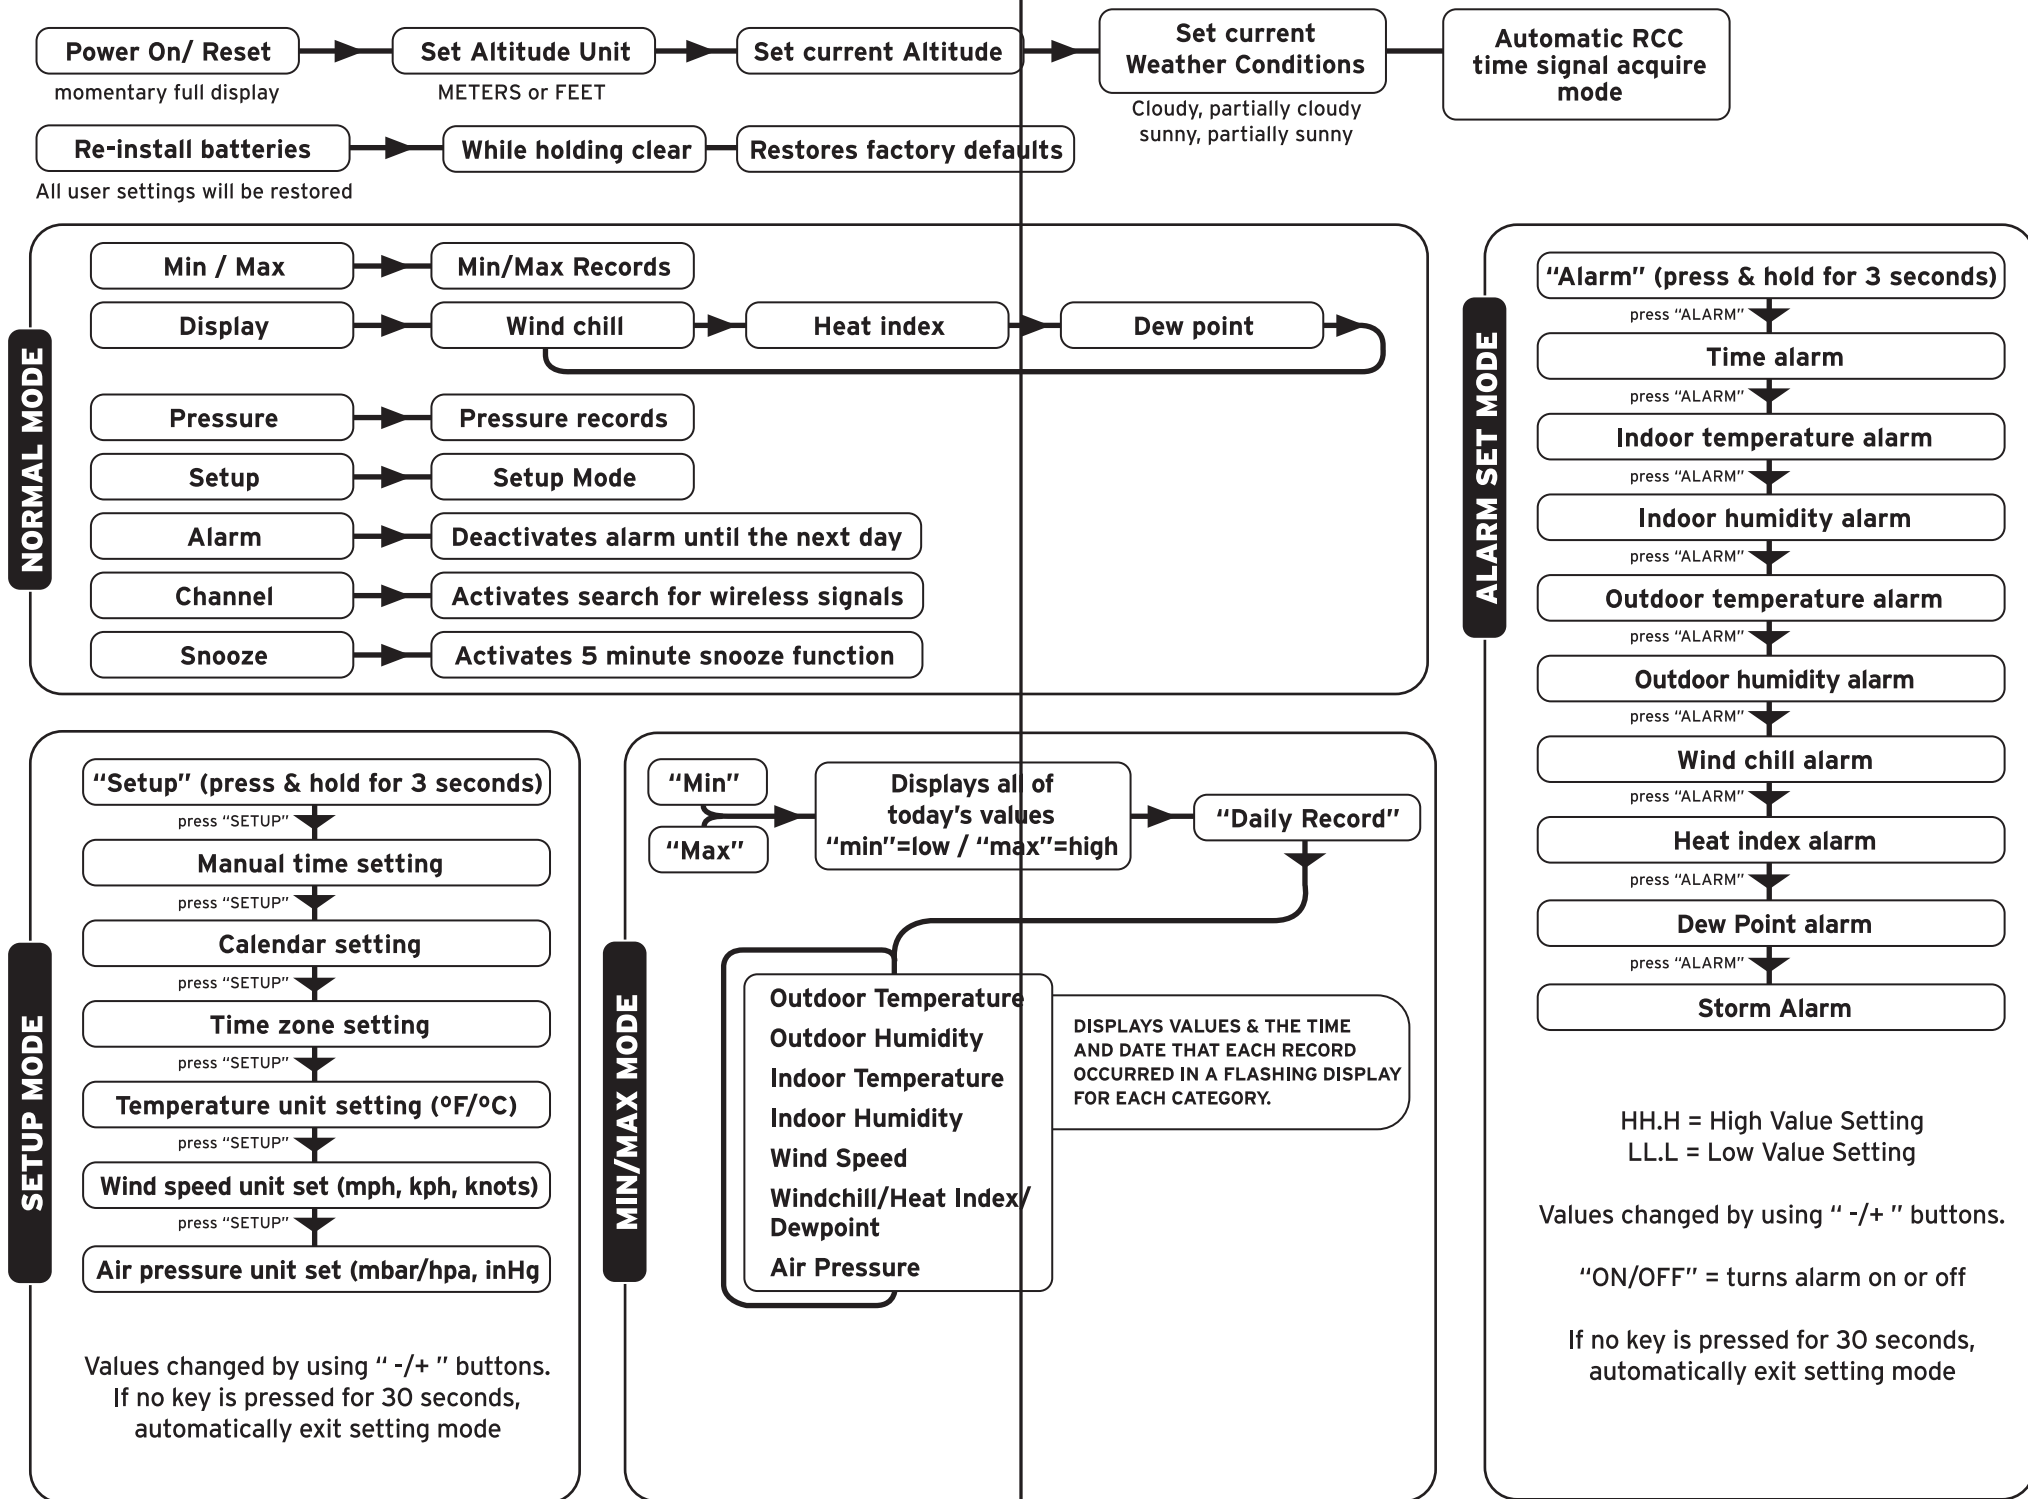 Power On/ Reset
momentary full display
Set Altitude Unit
METERS or FEET
Set current Altitude
Set current
Weather Conditions
Cloudy, partially cloudy
sunny, partially sunny
Automatic RCC
time signal acquire
mode
Re-install batteries
All user settings will be restored
While holding clear
Restores factory defaults
NORMAL MODE
Min / Max
Min/Max Records
Display
Wind chill
Heat index
Dew point
Pressure
Pressure records
Setup
Setup Mode
Alarm
Deactivates alarm until the next day
Channel
Activates search for wireless signals
Snooze
Activates 5 minute snooze function
SETUP MODE
“Setup” (press & hold for 3 seconds)
press “SETUP”
Manual time setting
press “SETUP”
Calendar setting
press “SETUP”
Time zone setting
press “SETUP”
Temperature unit setting (ºF/ºC)
press “SETUP”
Wind speed unit set (mph, kph, knots)
press “SETUP”
Air pressure unit set (mbar/hpa, inHg
Values changed by using “ -/+ ” buttons.
If no key is pressed for 30 seconds,
automatically exit setting mode
MIN/MAX MODE
“Min”
“Max”
Displays all of
today’s values
“min”=low / “max”=high
“Daily Record”
Outdoor Temperature
Outdoor Humidity
Indoor Temperature
Indoor Humidity
Wind Speed
Windchill/Heat Index/
Dewpoint
Air Pressure
DISPLAYS VALUES & THE TIME
AND DATE THAT EACH RECORD
OCCURRED IN A FLASHING DISPLAY
FOR EACH CATEGORY.
ALARM SET MODE
“Alarm” (press & hold for 3 seconds)
press “ALARM”
Time alarm
press “ALARM”
Indoor temperature alarm
press “ALARM”
Indoor humidity alarm
press “ALARM”
Outdoor temperature alarm
press “ALARM”
Outdoor humidity alarm
press “ALARM”
Wind chill alarm
press “ALARM”
Heat index alarm
press “ALARM”
Dew Point alarm
press “ALARM”
Storm Alarm
HH.H = High Value Setting
LL.L = Low Value Setting
Values changed by using “ -/+ ” buttons.
“ON/OFF” = turns alarm on or off
If no key is pressed for 30 seconds,
automatically exit setting mode